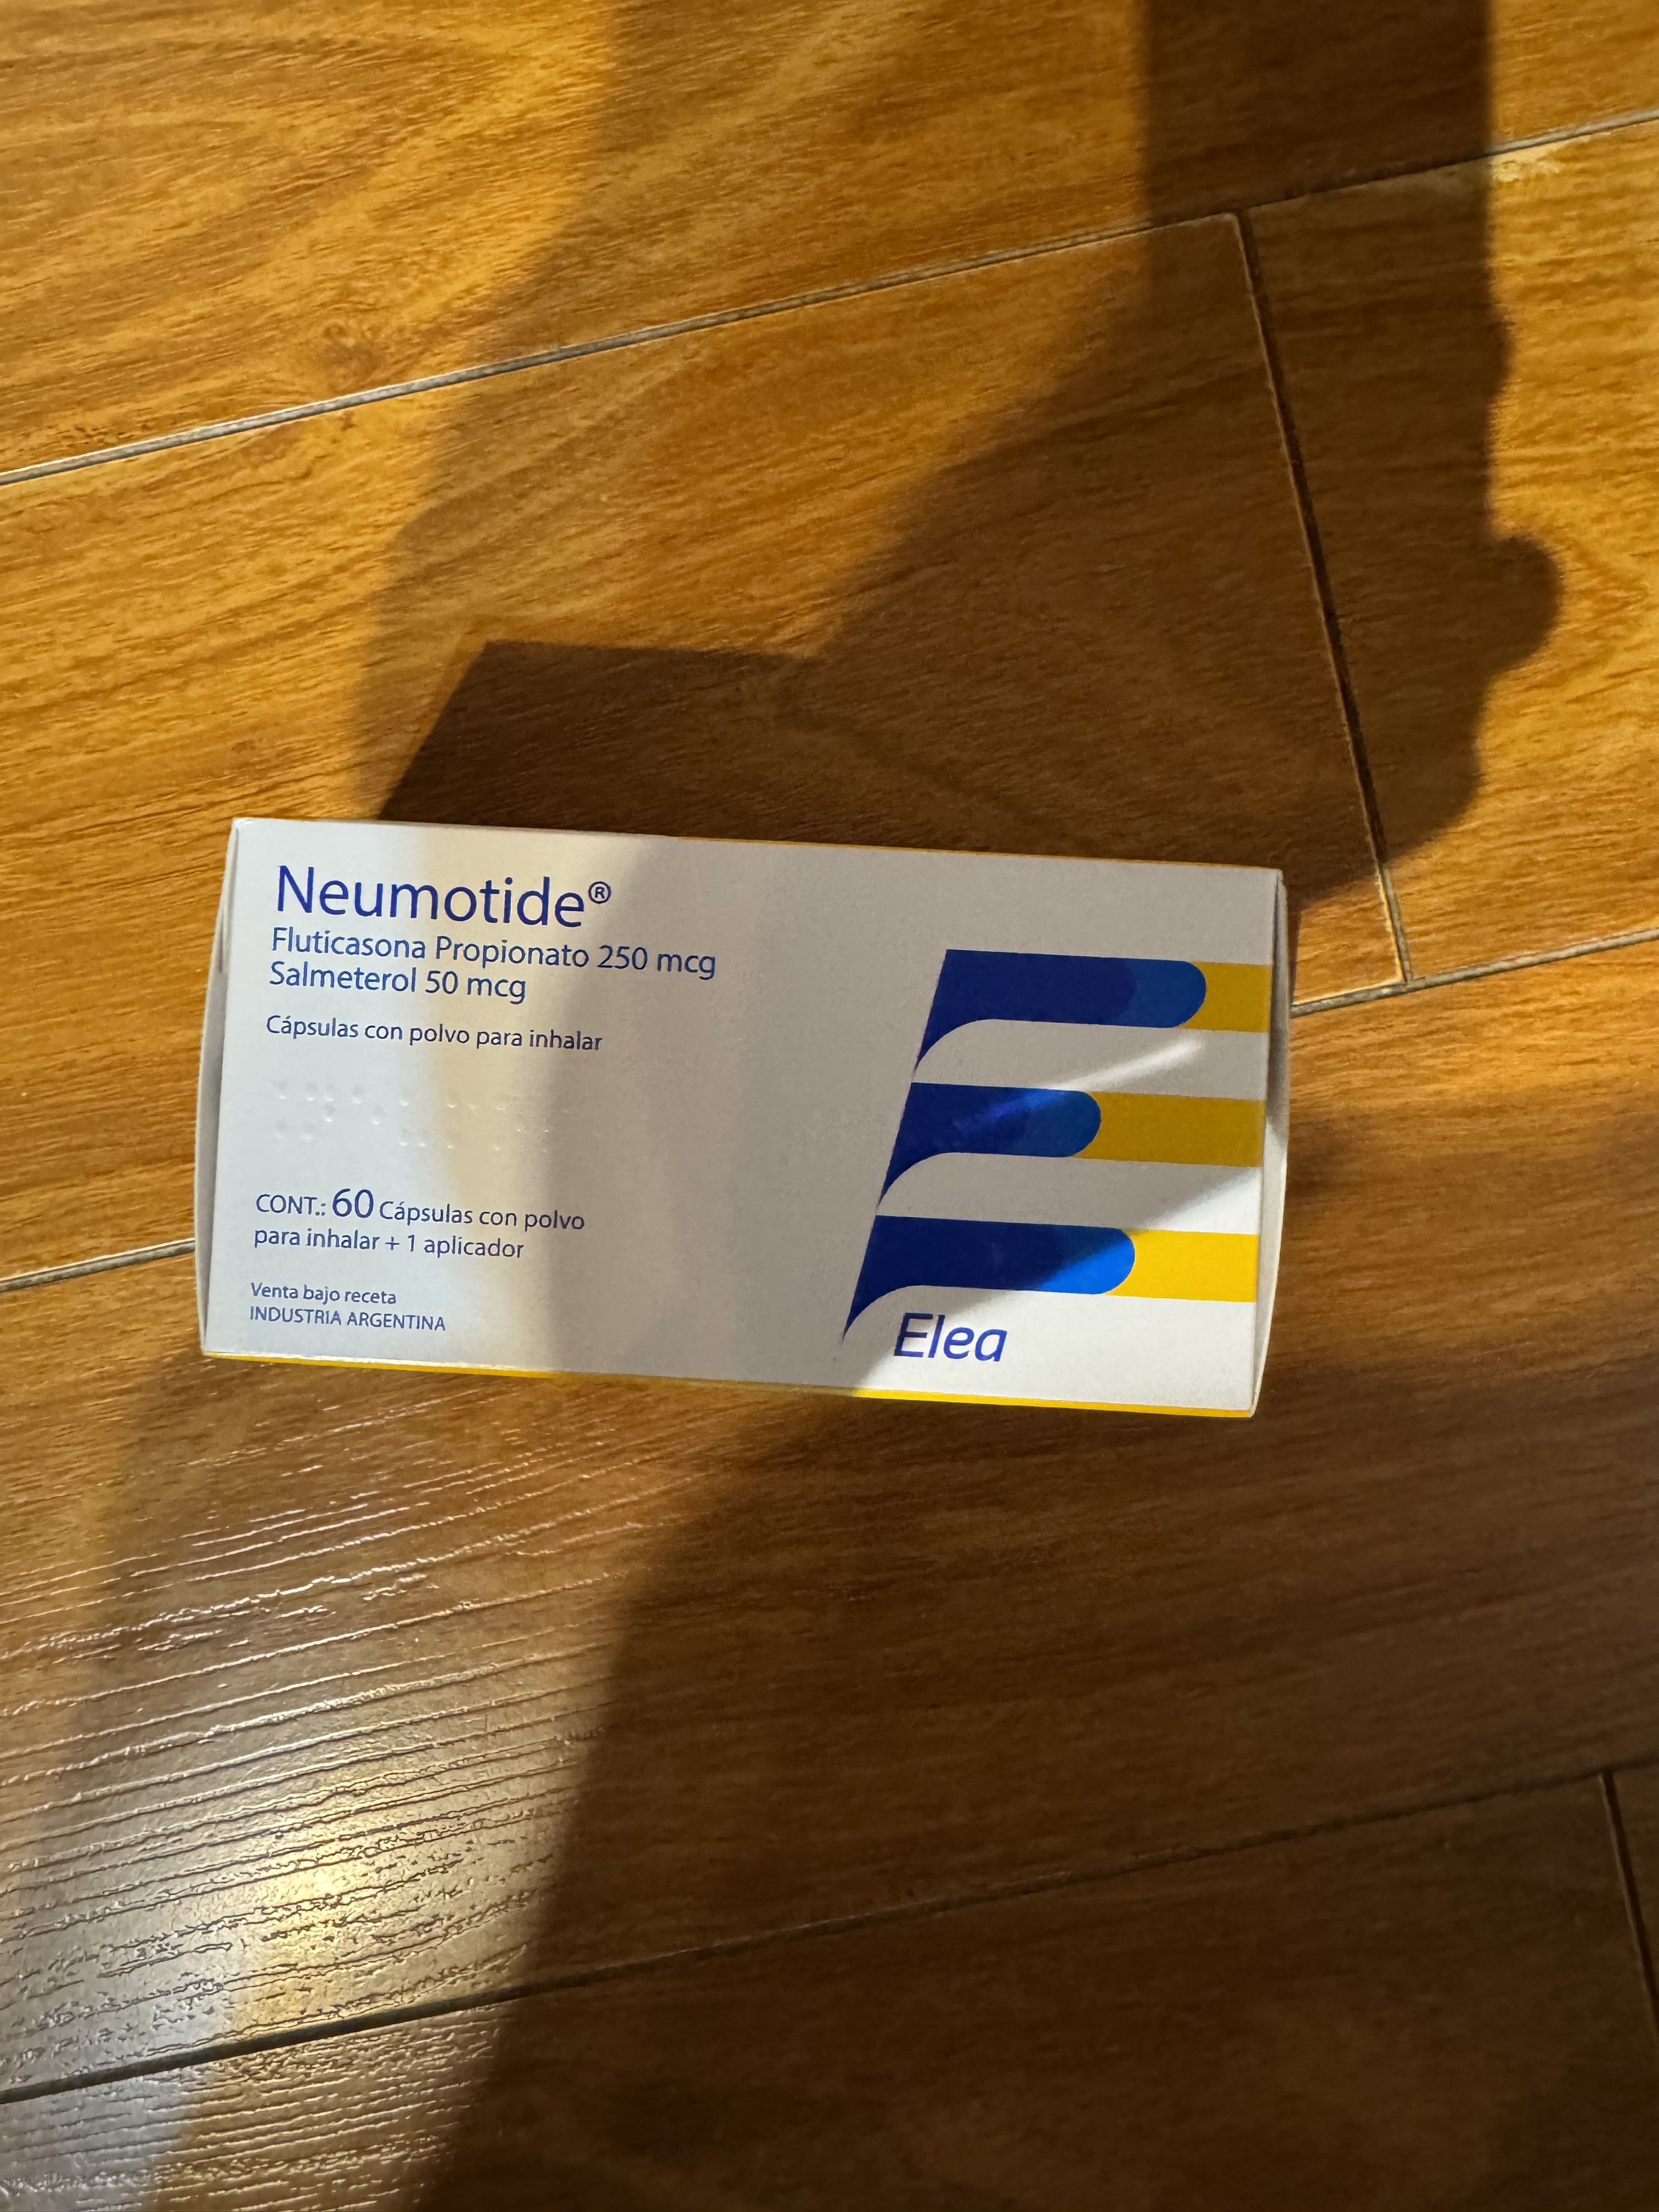 Neumotide®
Fluticasona Propionato 250 mcg
Salmeterol 50 mcg
Cápsulas con polvo para inhalar
CONT.: 60 Cápsulas con polvo
para inhalar + 1 aplicador
Venta bajo receta
INDUSTRIA ARGENTINA
Elea